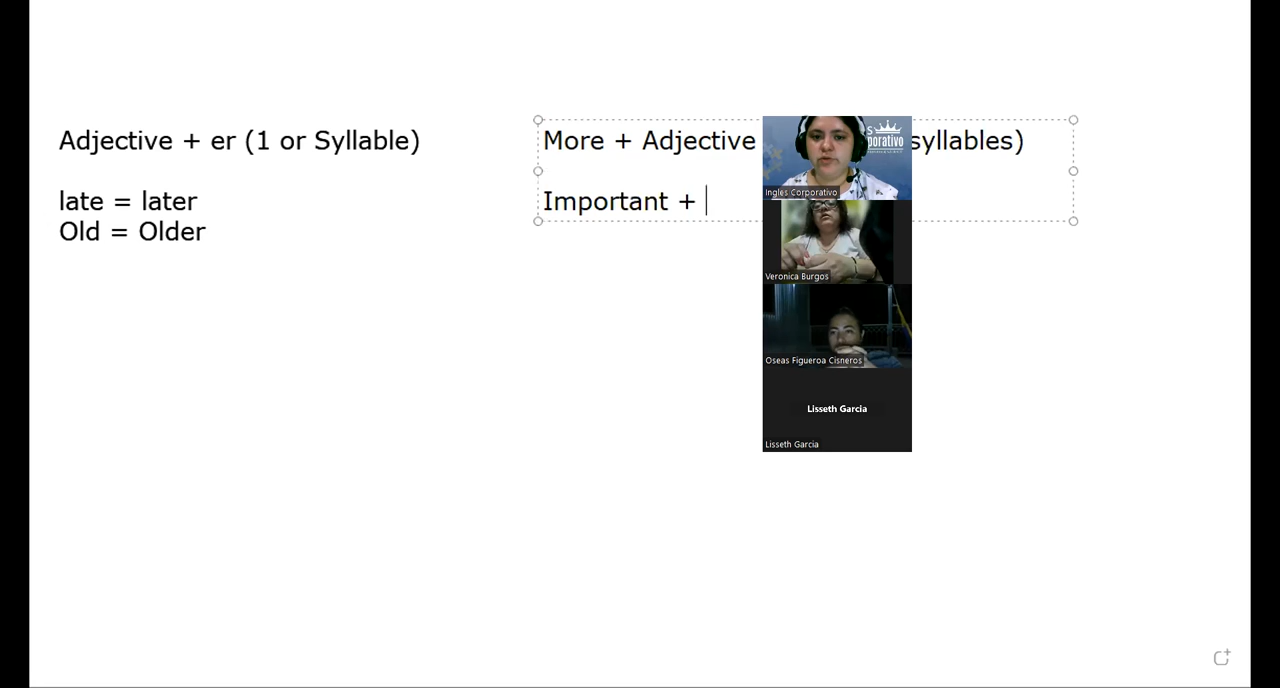 Adjective + er (1 or Syllable)
late = later
Old = Older
More + Adjective syllables)
Important +
Ingles Corporativo
Veronica Burgos
Oseas Figueroa Cisneros
Lisseth Garcia
Lisseth Garcia